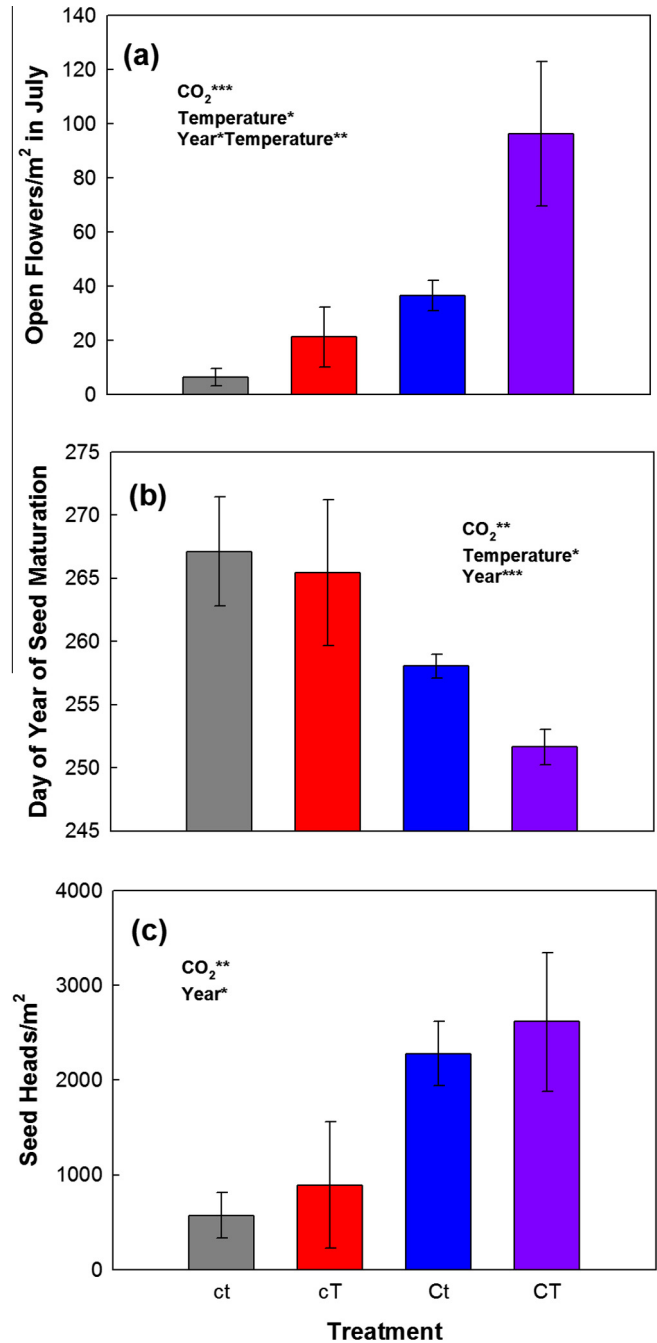 Open Flowers/m² in July
140
120
100
80
60
40
20
0
(a)
CO₂***
Temperature*
Year*Temperature**
Day of Year of Seed Maturation
275
270
265
260
255
250
245
(b)
CO₂**
Temperature*
Year***
Seed Heads/m²
4000
3000
2000
1000
0
(c)
CO₂**
Year*
ct cT Ct CT
Treatment